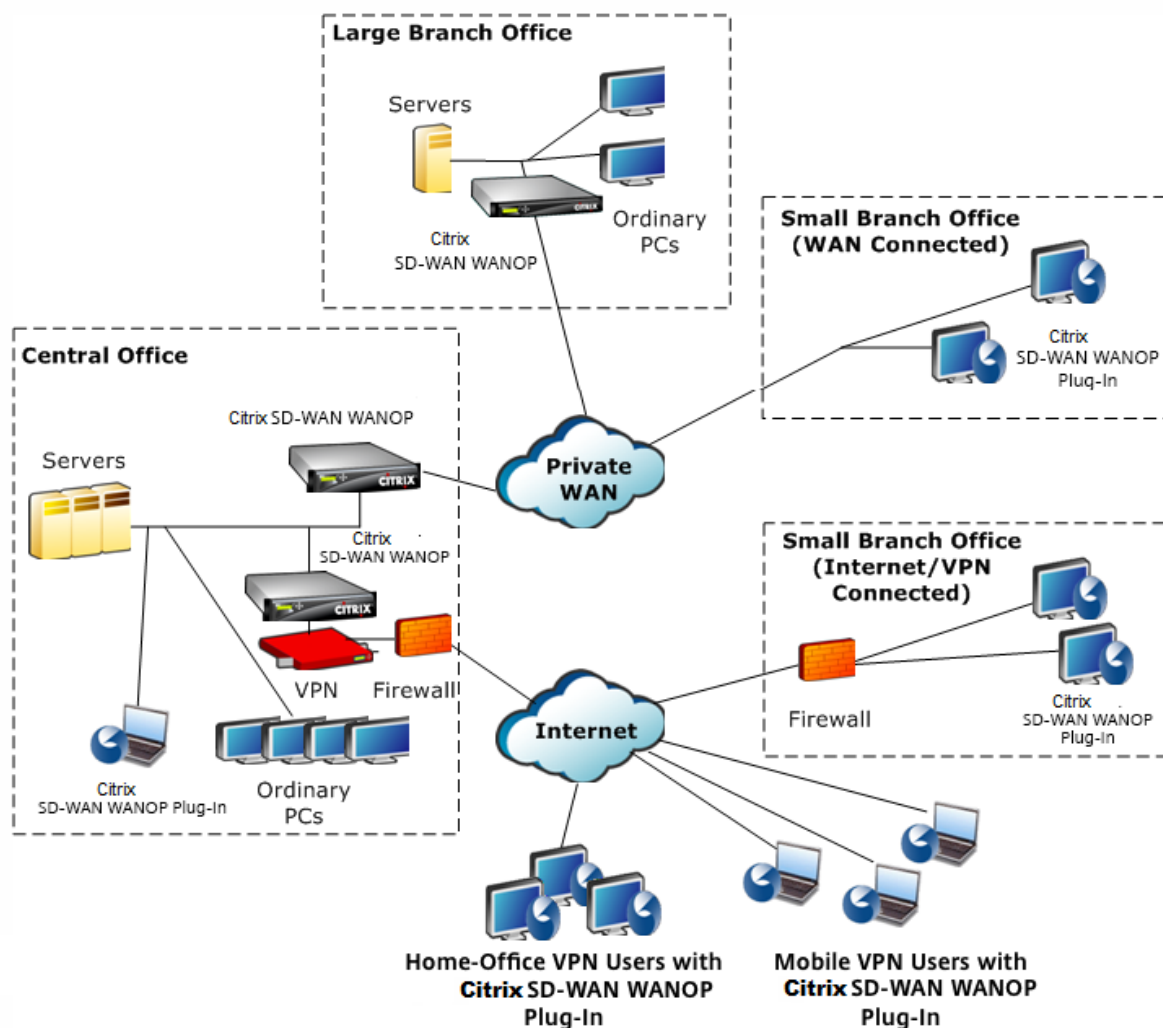 Large Branch Office
Servers
CITRIX
Citrix
SD-WAN WANOP
Ordinary
PCs
Small Branch Office
(WAN Connected)
Citrix
SD-WAN WANOP
Plug-In
Central Office
Citrix SD-WAN WANOP
Servers
CITRIX
Citrix
SD-WAN WANOP
CITRIX
VPN
Firewall
Citrix
SD-WAN WANOP Plug-In
Ordinary
PCs
Private
WAN
Small Branch Office
(Internet/VPN
Connected)
Firewall
Citrix
SD-WAN WANOP
Plug-In
Internet
Home-Office VPN Users with
Citrix SD-WAN WANOP
Plug-In
Mobile VPN Users with
Citrix SD-WAN WANOP
Plug-In